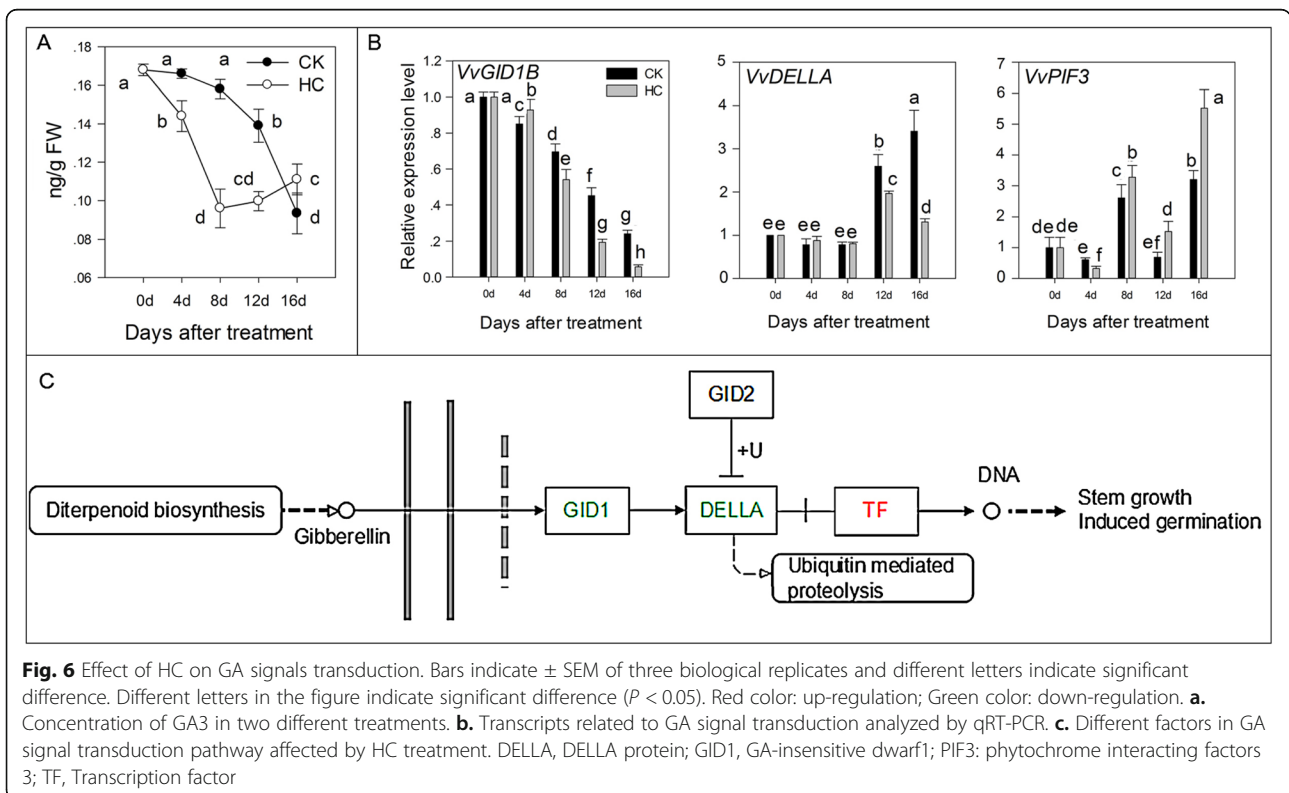 A
.18
.16
.14
.12
.10
.08
.06
ng/g FW
a
a
a
b
b
cd
c
d
d
CK
HC
0d 4d 8d 12d 16d
Days after treatment
B
VvGID1B
CK
HC
Relative expression level
1.2
1.0
.8
.6
.4
.2
0.0
a a c b d e f g g h
0d 4d 8d 12d 16d
Days after treatment
VvDELLA
5
4
3
2
1
0
ee ee ee b c a d
0d 4d 8d 12d 16d
Days after treatment
VvPIF3
7
6
5
4
3
2
1
0
de de e f c b ef d b a
0d 4d 8d 12d 16d
Days after treatment
C
GID2
+U
Diterpenoid biosynthesis
Gibberellin
GID1
DELLA
TF
DNA
Stem growth
Induced germination
Ubiquitin mediated
proteolysis
Fig. 6 Effect of HC on GA signals transduction. Bars indicate ± SEM of three biological replicates and different letters indicate significant
difference. Different letters in the figure indicate significant difference (P < 0.05). Red color: up-regulation; Green color: down-regulation. a.
Concentration of GA3 in two different treatments. b. Transcripts related to GA signal transduction analyzed by qRT-PCR. c. Different factors in GA
signal transduction pathway affected by HC treatment. DELLA, DELLA protein; GID1, GA-insensitive dwarf1; PIF3: phytochrome interacting factors
3; TF, Transcription factor